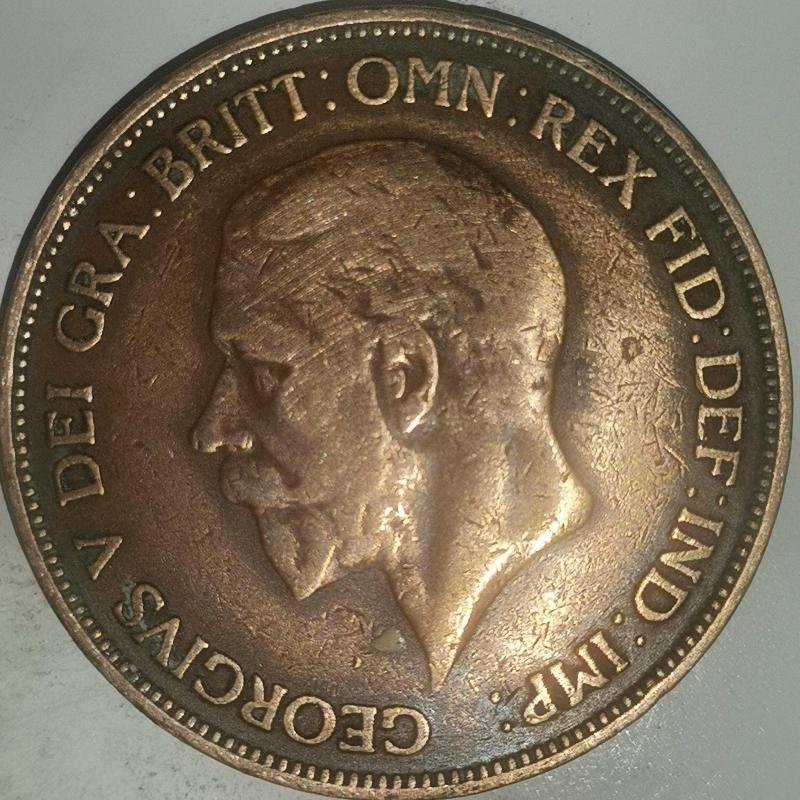 GEORGIVS V DEI GRA: BRITT: OMN: REX FID: DEF: IND: IMP: